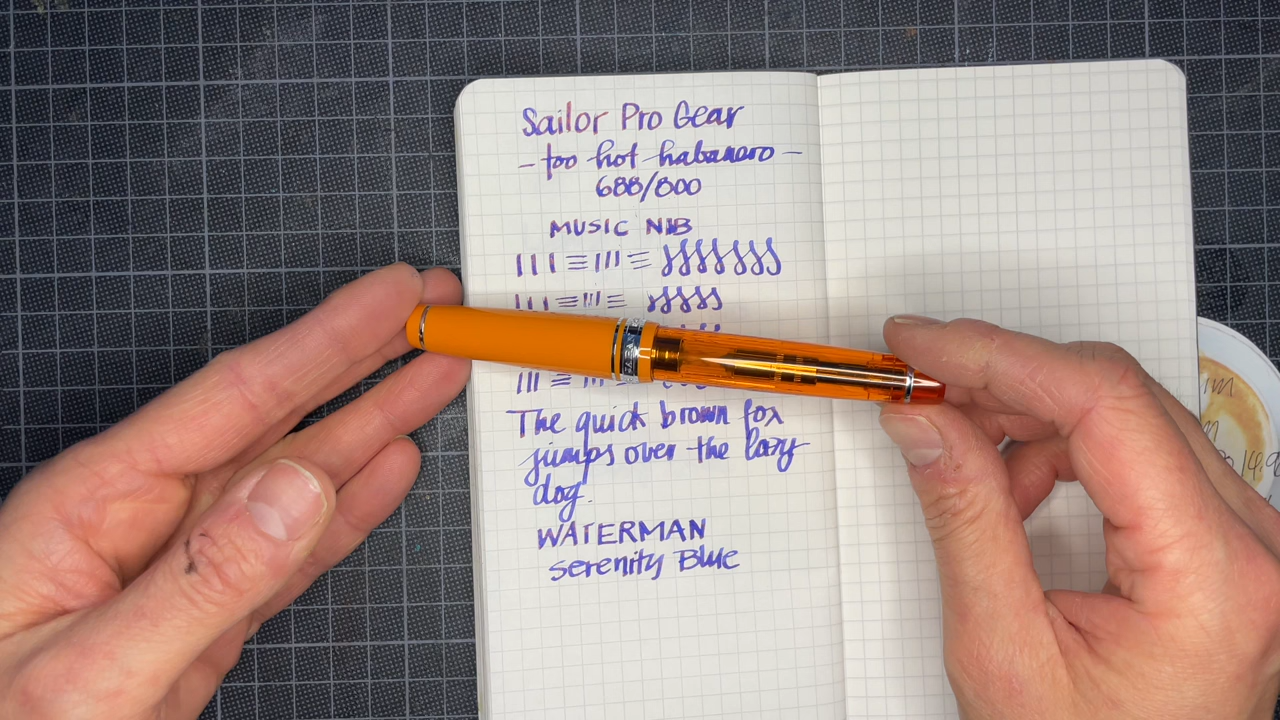 Sailor Pro Gear
- too hot habanero -
688/800
MUSIC NIB
The quick brown fox
jumps over the lazy
dog.
WATERMAN
serenity Blue